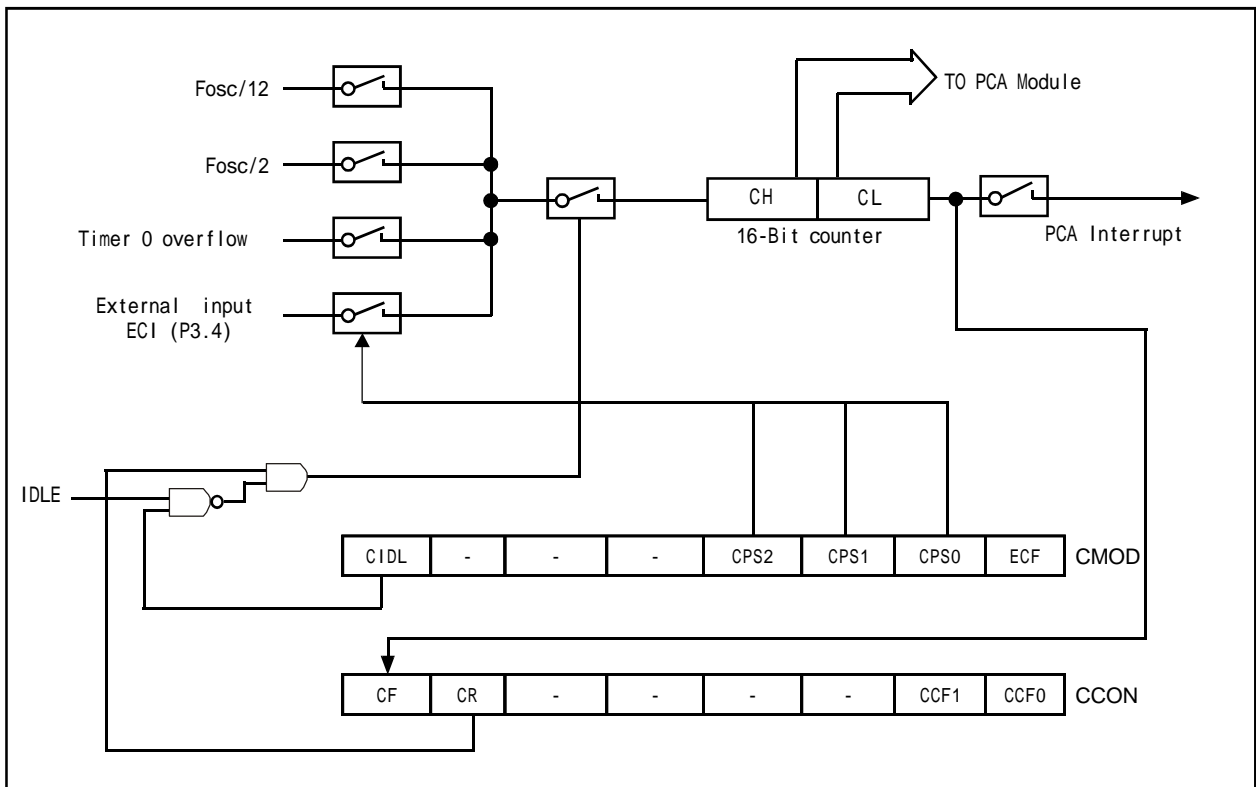 Fosc/12
TO PCA Module
Fosc/2
CH
CL
16-Bit counter
PCA Interrupt
Timer 0 overflow
External input
ECI (P3.4)
IDLE
CIDL - - - CPS2 CPS1 CPS0 ECF CMOD
CF CR - - - - CCF1 CCF0 CCON